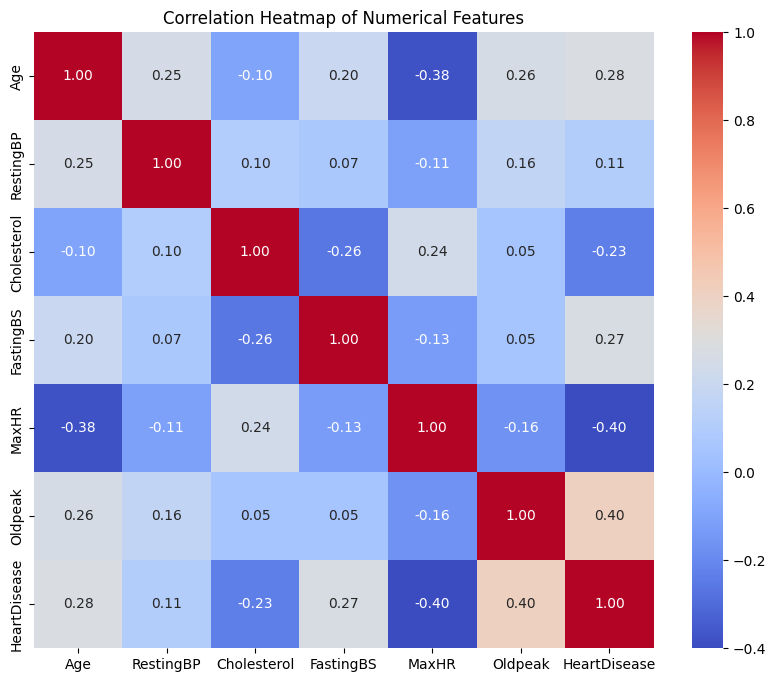 Correlation Heatmap of Numerical Features
Age 1.00 0.25 -0.10 0.20 -0.38 0.26 0.28
RestingBP 0.25 1.00 0.10 0.07 -0.11 0.16 0.11
Cholesterol -0.10 0.10 1.00 -0.26 0.24 0.05 -0.23
FastingBS 0.20 0.07 -0.26 1.00 -0.13 0.05 0.27
MaxHR -0.38 -0.11 0.24 -0.13 1.00 -0.16 -0.40
Oldpeak 0.26 0.16 0.05 0.05 -0.16 1.00 0.40
HeartDisease 0.28 0.11 -0.23 0.27 -0.40 0.40 1.00
Age RestingBP Cholesterol FastingBS MaxHR Oldpeak HeartDisease
1.0
0.8
0.6
0.4
0.2
0.0
−0.2
−0.4